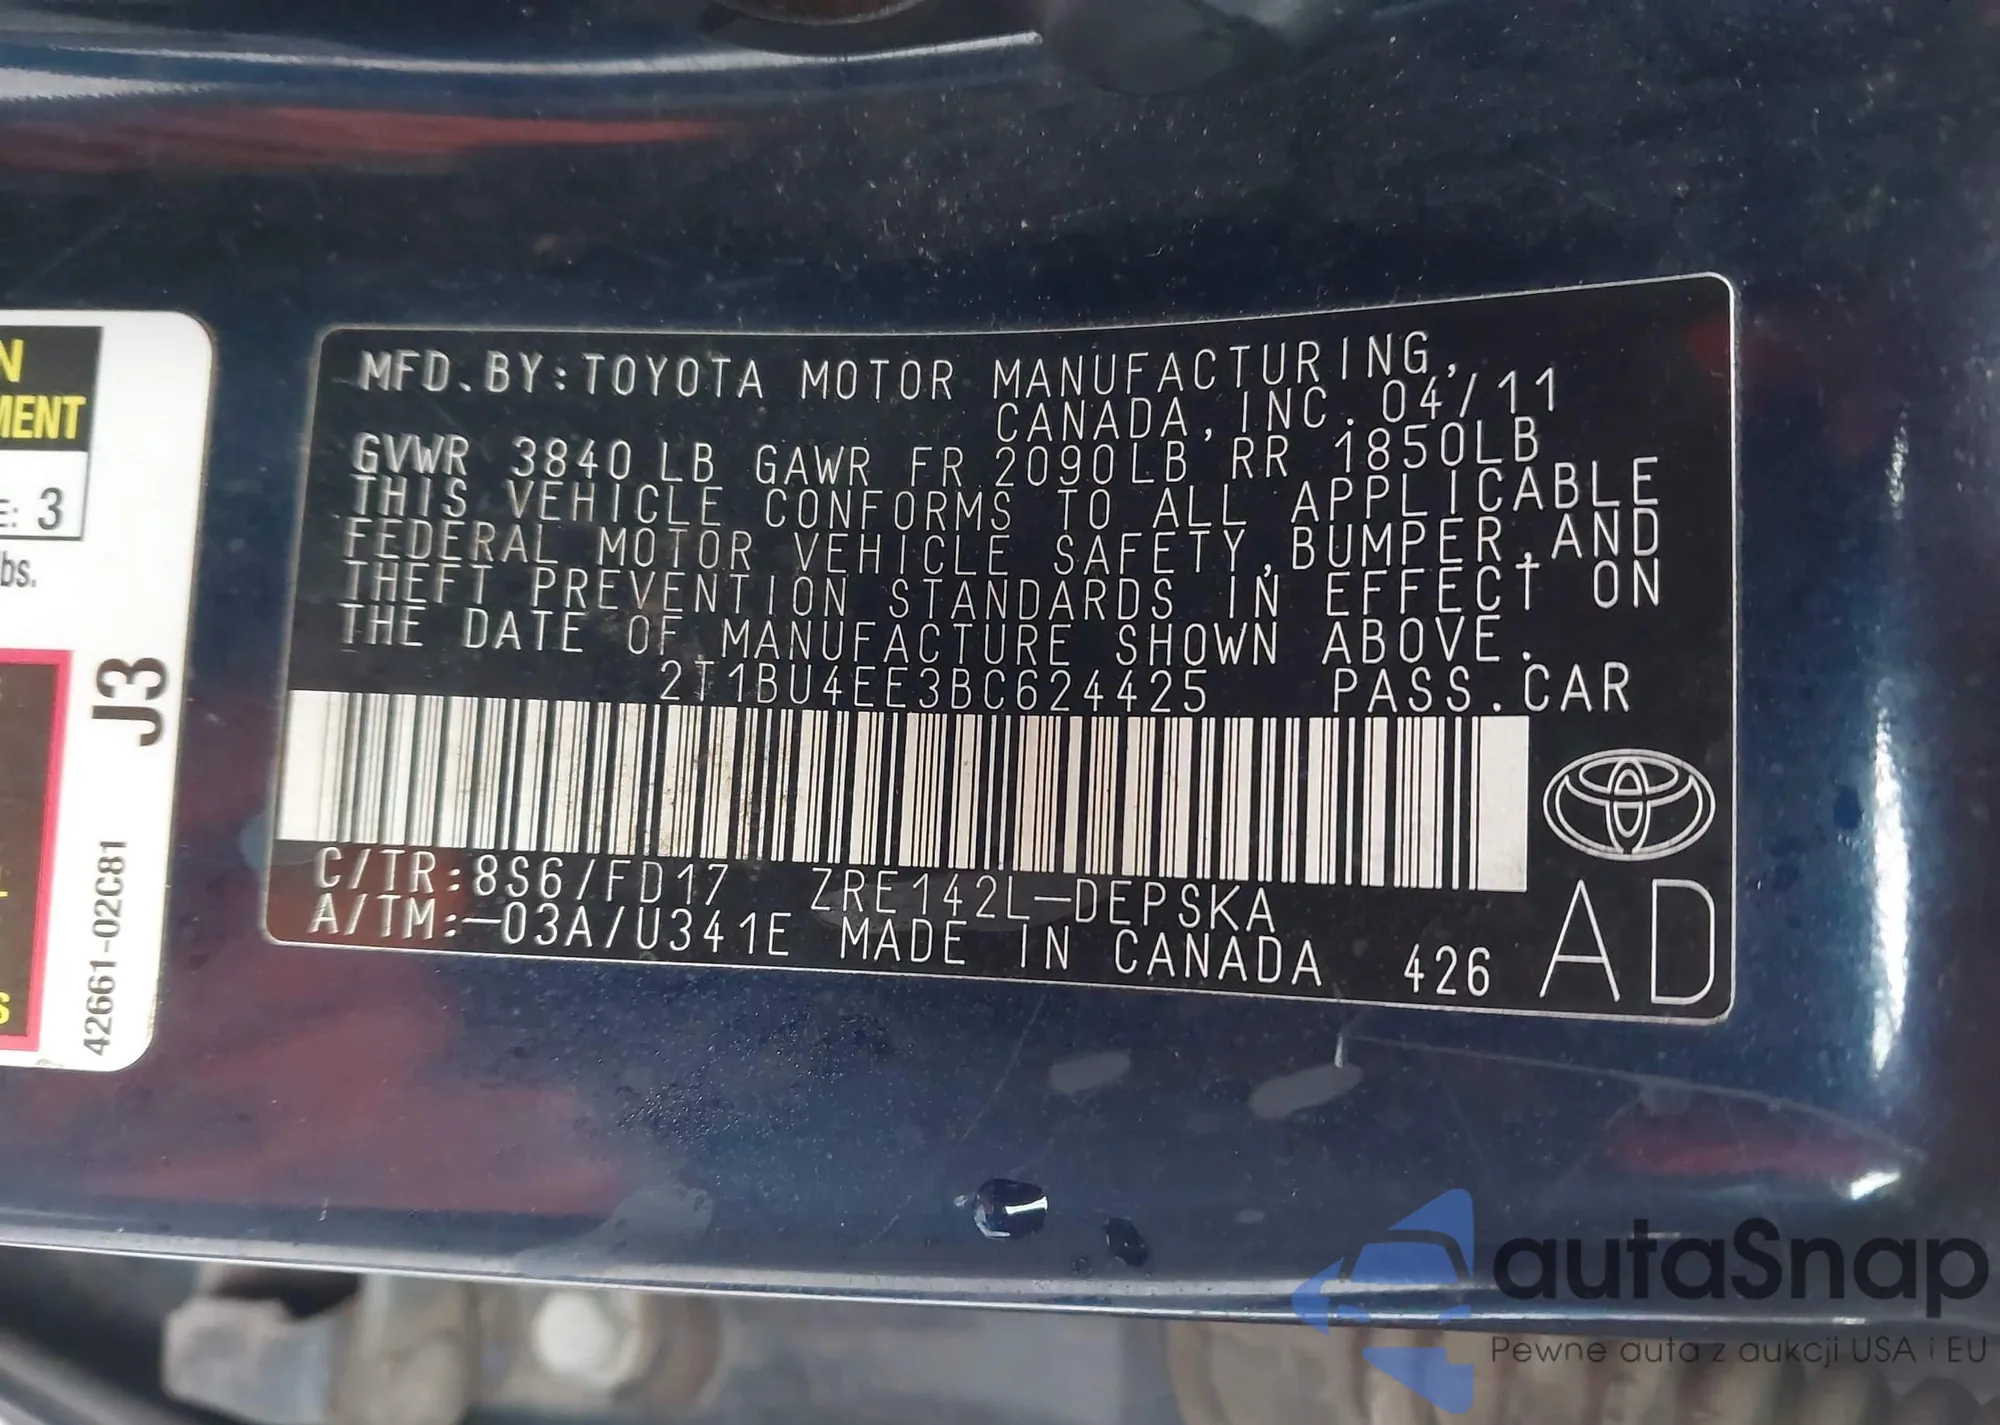 MFD.BY:TOYOTA MOTOR MANUFACTURING,
CANADA,INC.04/11
GVWR 3840LB GAWR FR 2090LB RR 1850LB
THIS VEHICLE CONFORMS TO ALL APPLICABLE
FEDERAL MOTOR VEHICLE SAFETY,BUMPER,AND
THEFT PREVENTION STANDARDS IN EFFECT ON
THE DATE OF MANUFACTURE SHOWN ABOVE.
2T1BU4EE3BC624425 PASS.CAR
C/TR:8S6/FD17 ZRE142L-DEPSKA
A/TM:-03A/U341E MADE IN CANADA 426
AD
E: 3
bs.
J3
42661-02C81
autaSnap
Pewne auta z aukcji USA i EU